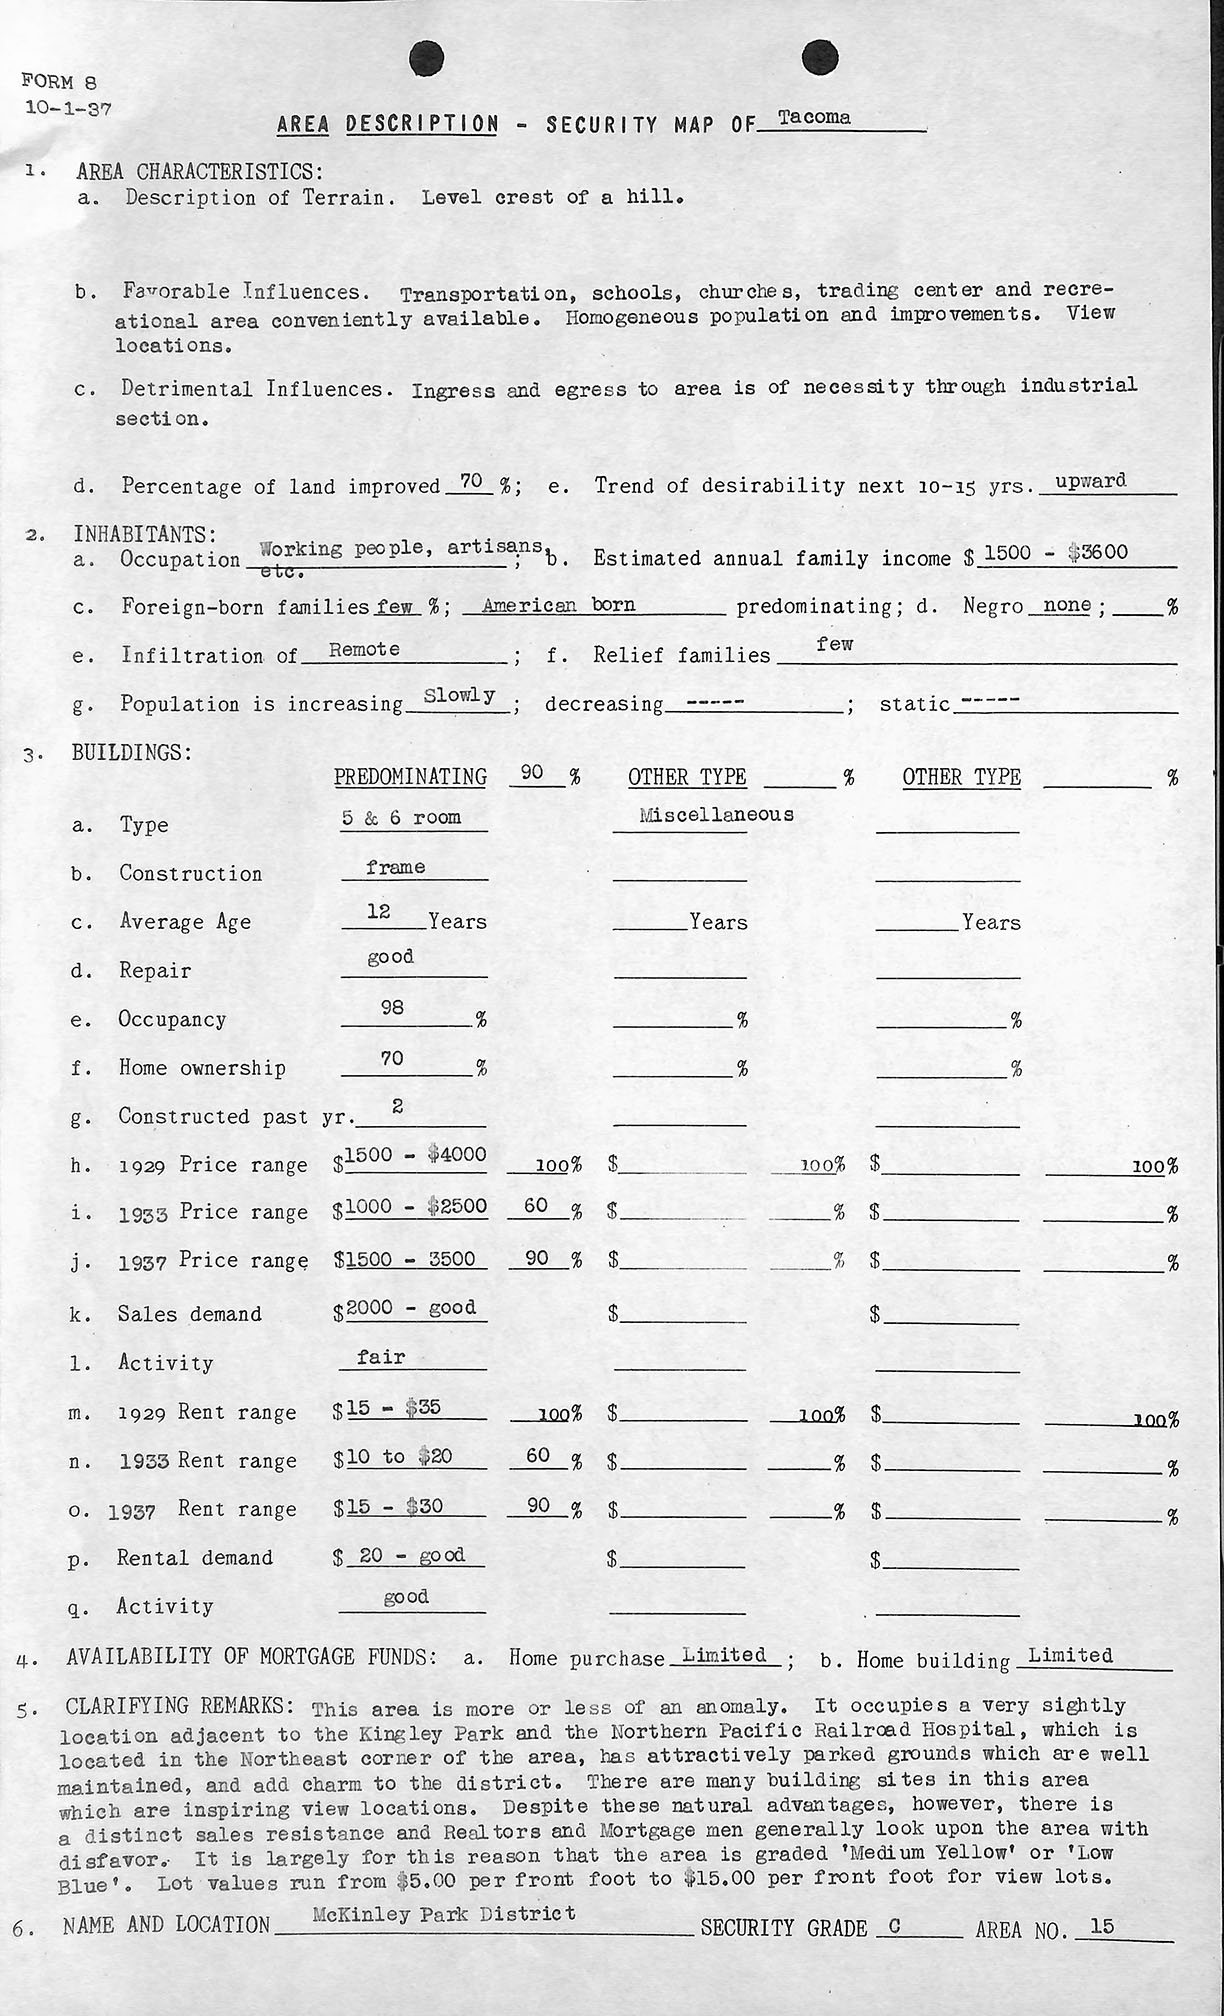 FORM 8
10-1-37
AREA DESCRIPTION - SECURITY MAP OF Tacoma
1. AREA CHARACTERISTICS:
a. Description of Terrain. Level crest of a hill.
b. Favorable Influences. Transportation, schools, churches, trading center and recre-
ational area conveniently available. Homogeneous population and improvements. View
locations.
c. Detrimental Influences. Ingress and egress to area is of necessity through industrial
section.
d. Percentage of land improved 70 %; e. Trend of desirability next 10-15 yrs. upward
2. INHABITANTS:
a. Occupation Working people, artisans, etc.; b. Estimated annual family income $ 1500 - $3600
c. Foreign-born families few %; American born predominating; d. Negro none ; %
e. Infiltration of Remote ; f. Relief families few
g. Population is increasing Slowly ; decreasing ----- ; static -----
3. BUILDINGS:
PREDOMINATING 90 % OTHER TYPE % OTHER TYPE %
a. Type 5 & 6 room Miscellaneous
b. Construction frame
c. Average Age 12 Years Years Years
d. Repair good
e. Occupancy 98 % % %
f. Home ownership 70 % % %
g. Constructed past yr. 2
h. 1929 Price range $1500 - $4000 100% $ 100% $ 100%
i. 1933 Price range $1000 - $2500 60 % $ % $ %
j. 1937 Price range $1500 - 3500 90 % $ % $ %
k. Sales demand $2000 - good $ $
l. Activity fair
m. 1929 Rent range $15 - $35 100% $ 100% $ 100%
n. 1933 Rent range $10 to $20 60 % $ % $ %
o. 1937 Rent range $15 - $30 90 % $ % $ %
p. Rental demand $ 20 - good $ $
q. Activity good
4. AVAILABILITY OF MORTGAGE FUNDS: a. Home purchase Limited ; b. Home building Limited
5. CLARIFYING REMARKS: This area is more or less of an anomaly. It occupies a very sightly
location adjacent to the Kingley Park and the Northern Pacific Railroad Hospital, which is
located in the Northeast corner of the area, has attractively parked grounds which are well
maintained, and add charm to the district. There are many building sites in this area
which are inspiring view locations. Despite these natural advantages, however, there is
a distinct sales resistance and Realtors and Mortgage men generally look upon the area with
disfavor. It is largely for this reason that the area is graded 'Medium Yellow' or 'Low
Blue'. Lot values run from $5.00 per front foot to $15.00 per front foot for view lots.
6. NAME AND LOCATION McKinley Park District SECURITY GRADE C AREA NO. 15